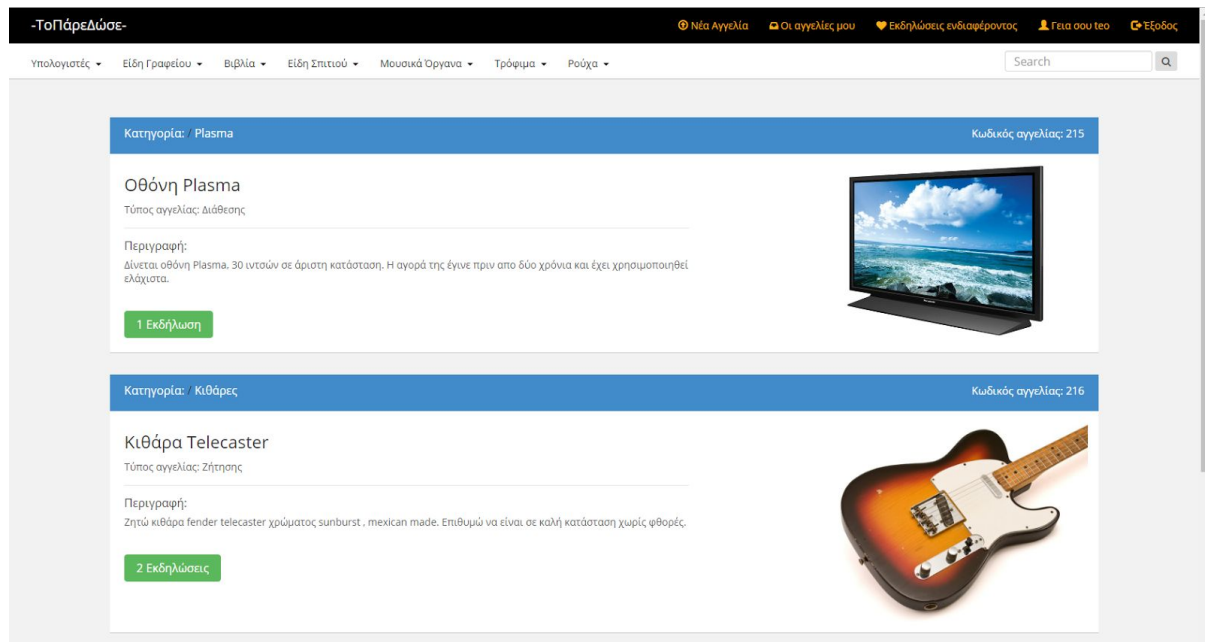 -ΤοΠάρεΔώσε-
Νέα Αγγελία Οι αγγελίες μου Εκδηλώσεις ενδιαφέροντος Γεια σου teo Έξοδος
Υπολογιστές Είδη Γραφείου Βιβλία Είδη Σπιτιού Μουσικά Όργανα Τρόφιμα Ρούχα Search
Κατηγορία: / Plasma Κωδικός αγγελίας: 215
Οθόνη Plasma
Τύπος αγγελίας: Διάθεσης
Περιγραφή:
Δίνεται οθόνη Plasma. 30 ιντσών σε άριστη κατάσταση. Η αγορά της έγινε πριν απο δύο χρόνια και έχει χρησιμοποιηθεί
ελάχιστα.
1 Εκδήλωση
Κατηγορία: / Κιθάρες Κωδικός αγγελίας: 216
Κιθάρα Telecaster
Τύπος αγγελίας: Ζήτησης
Περιγραφή:
Ζητώ κιθάρα fender telecaster χρώματος sunburst , mexican made. Επιθυμώ να είναι σε καλή κατάσταση χωρίς φθορές.
2 Εκδηλώσεις